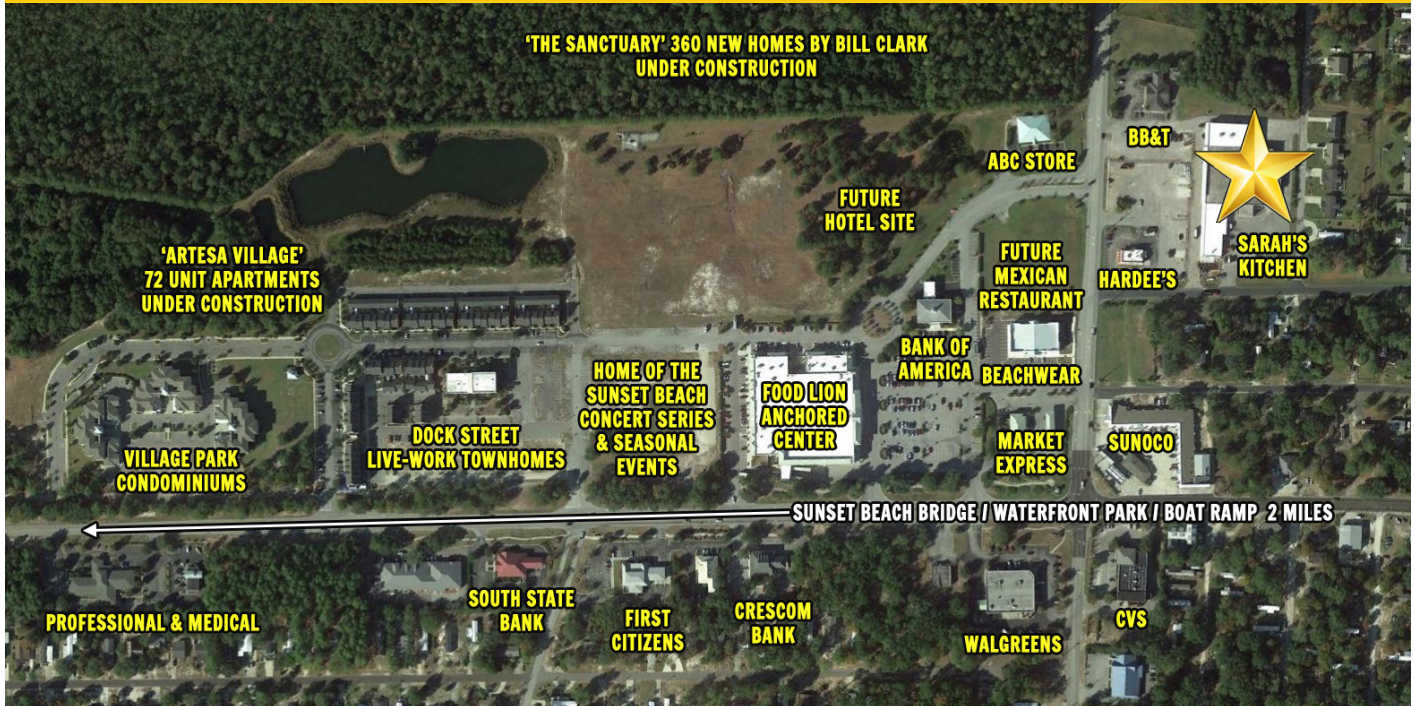 ‘THE SANCTUARY’ 360 NEW HOMES BY BILL CLARK
UNDER CONSTRUCTION
BB&T
ABC STORE
FUTURE
HOTEL SITE
‘ARTESA VILLAGE’
72 UNIT APARTMENTS
UNDER CONSTRUCTION
FUTURE
MEXICAN
RESTAURANT
HARDEE'S
SARAH'S
KITCHEN
BANK OF
AMERICA
BEACHWEAR
HOME OF THE
SUNSET BEACH
CONCERT SERIES
& SEASONAL
EVENTS
FOOD LION
ANCHORED
CENTER
DOCK STREET
LIVE-WORK TOWNHOMES
VILLAGE PARK
CONDOMINIUMS
MARKET
EXPRESS
SUNOCO
SUNSET BEACH BRIDGE / WATERFRONT PARK / BOAT RAMP 2 MILES
PROFESSIONAL & MEDICAL
SOUTH STATE
BANK
FIRST
CITIZENS
CRESCOM
BANK
WALGREENS
CVS